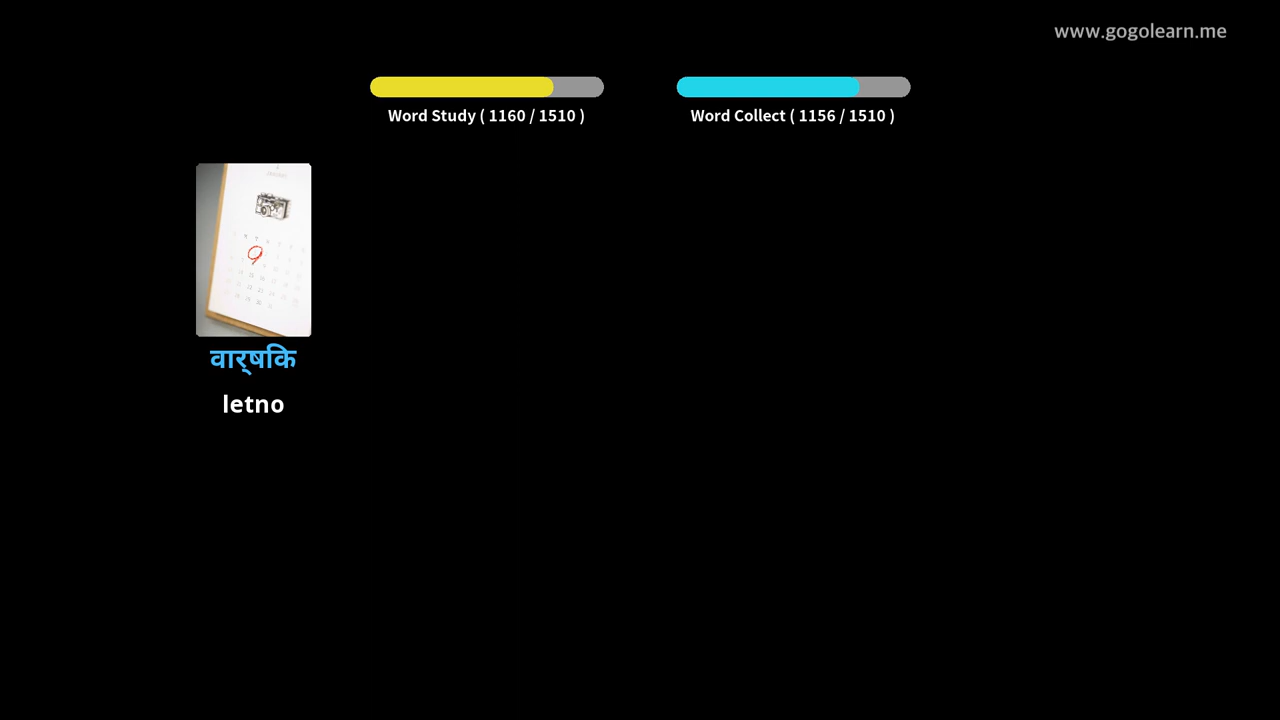 www.gogolearn.me
Word Study ( 1160 / 1510 )
Word Collect ( 1156 / 1510 )
वार्‌षकि
letno